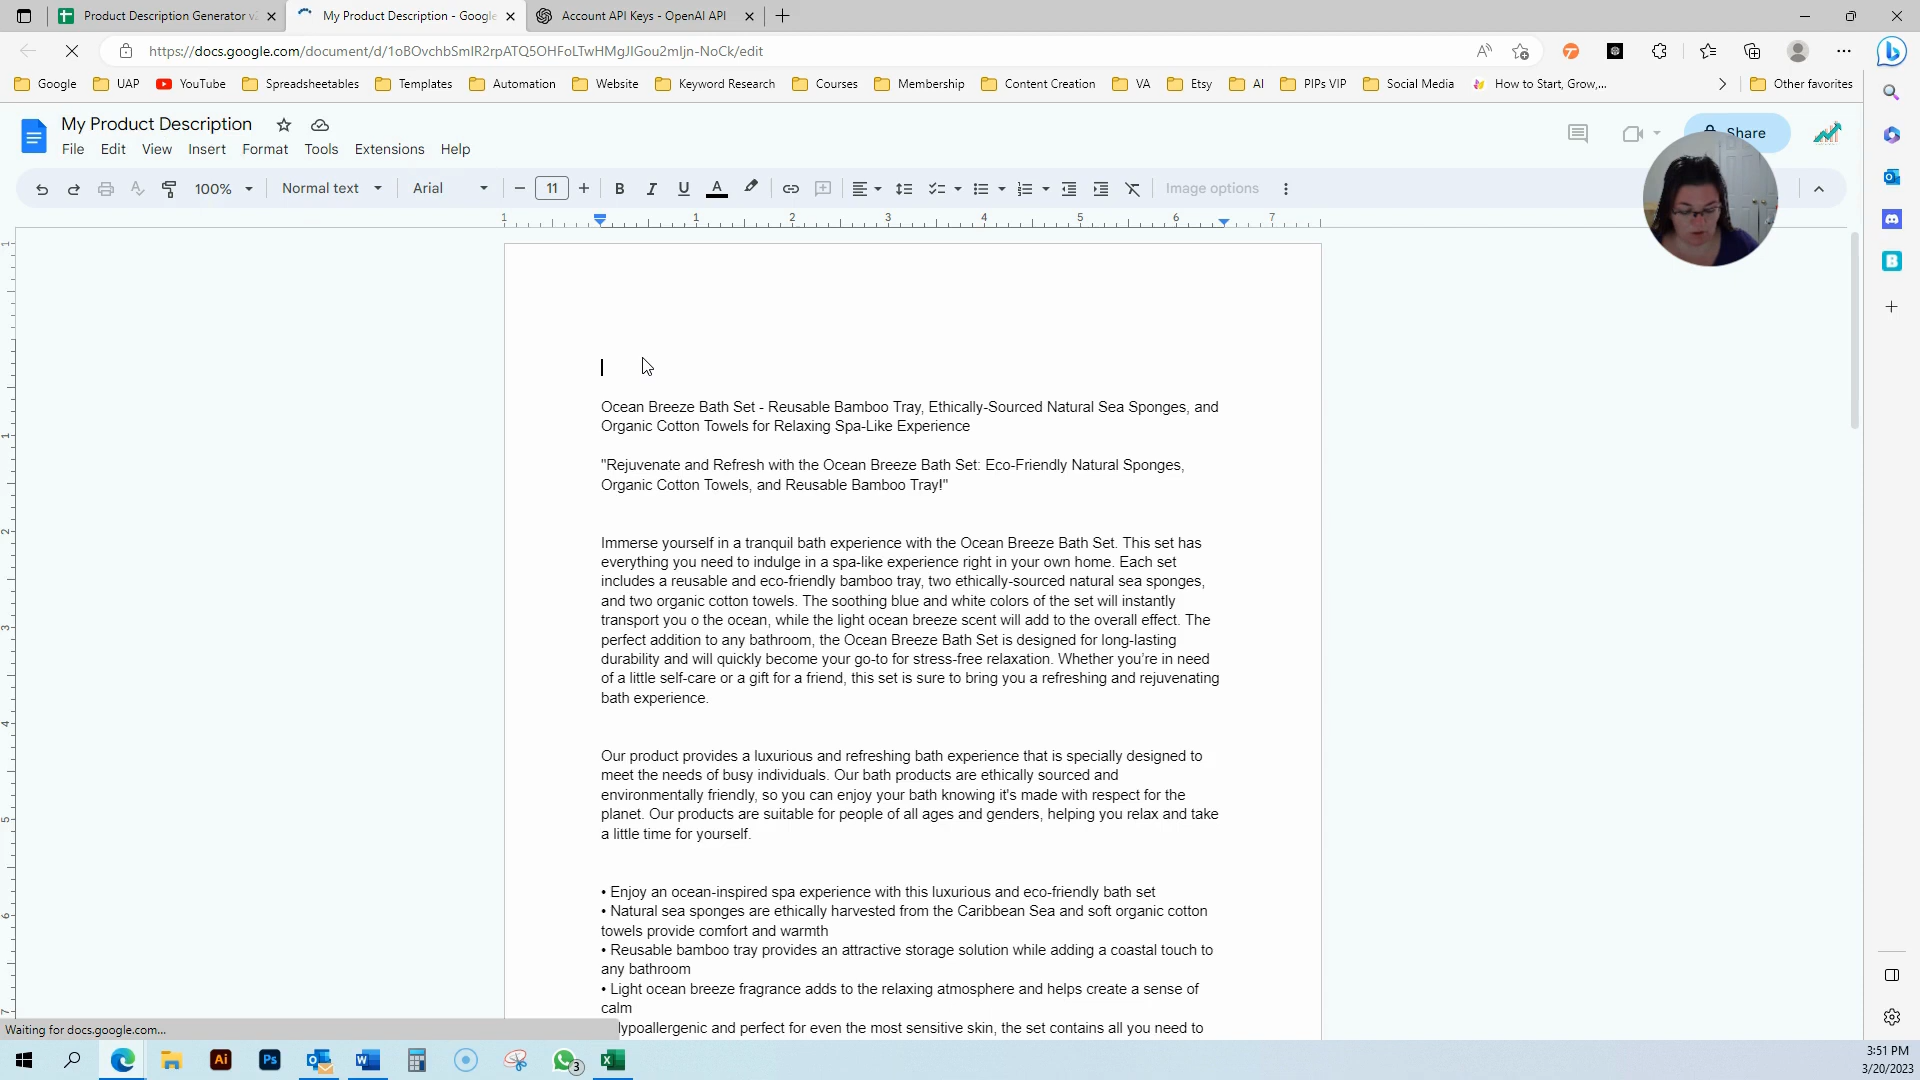 Product Description Generator v
My Product Description - Google
Account API Keys - OpenAI API
https://docs.google.com/document/d/1oBOvchbSmIR2rpATQ5OHFoLTwHMgJIGou2mIjn-NoCk/edit
Google
UAP
YouTube
Spreadsheetables
Templates
Automation
Website
Keyword Research
Courses
Membership
Content Creation
VA
Etsy
AI
PIPs VIP
Social Media
How to Start, Grow,...
Other favorites
My Product Description
Share
File Edit View Insert Format Tools Extensions Help
100% Normal text Arial 11 B I U A Image options
1 1 2 3 4 5 6 7
Ocean Breeze Bath Set - Reusable Bamboo Tray, Ethically-Sourced Natural Sea Sponges, and
Organic Cotton Towels for Relaxing Spa-Like Experience
"Rejuvenate and Refresh with the Ocean Breeze Bath Set: Eco-Friendly Natural Sponges,
Organic Cotton Towels, and Reusable Bamboo Tray!"
Immerse yourself in a tranquil bath experience with the Ocean Breeze Bath Set. This set has
everything you need to indulge in a spa-like experience right in your own home. Each set
includes a reusable and eco-friendly bamboo tray, two ethically-sourced natural sea sponges,
and two organic cotton towels. The soothing blue and white colors of the set will instantly
transport you o the ocean, while the light ocean breeze scent will add to the overall effect. The
perfect addition to any bathroom, the Ocean Breeze Bath Set is designed for long-lasting
durability and will quickly become your go-to for stress-free relaxation. Whether you're in need
of a little self-care or a gift for a friend, this set is sure to bring you a refreshing and rejuvenating
bath experience.
Our product provides a luxurious and refreshing bath experience that is specially designed to
meet the needs of busy individuals. Our bath products are ethically sourced and
environmentally friendly, so you can enjoy your bath knowing it's made with respect for the
planet. Our products are suitable for people of all ages and genders, helping you relax and take
a little time for yourself.
• Enjoy an ocean-inspired spa experience with this luxurious and eco-friendly bath set
• Natural sea sponges are ethically harvested from the Caribbean Sea and soft organic cotton
towels provide comfort and warmth
• Reusable bamboo tray provides an attractive storage solution while adding a coastal touch to
any bathroom
• Light ocean breeze fragrance adds to the relaxing atmosphere and helps create a sense of
calm
ypoallergenic and perfect for even the most sensitive skin, the set contains all you need to
Waiting for docs.google.com...
3:51 PM
3/20/2023